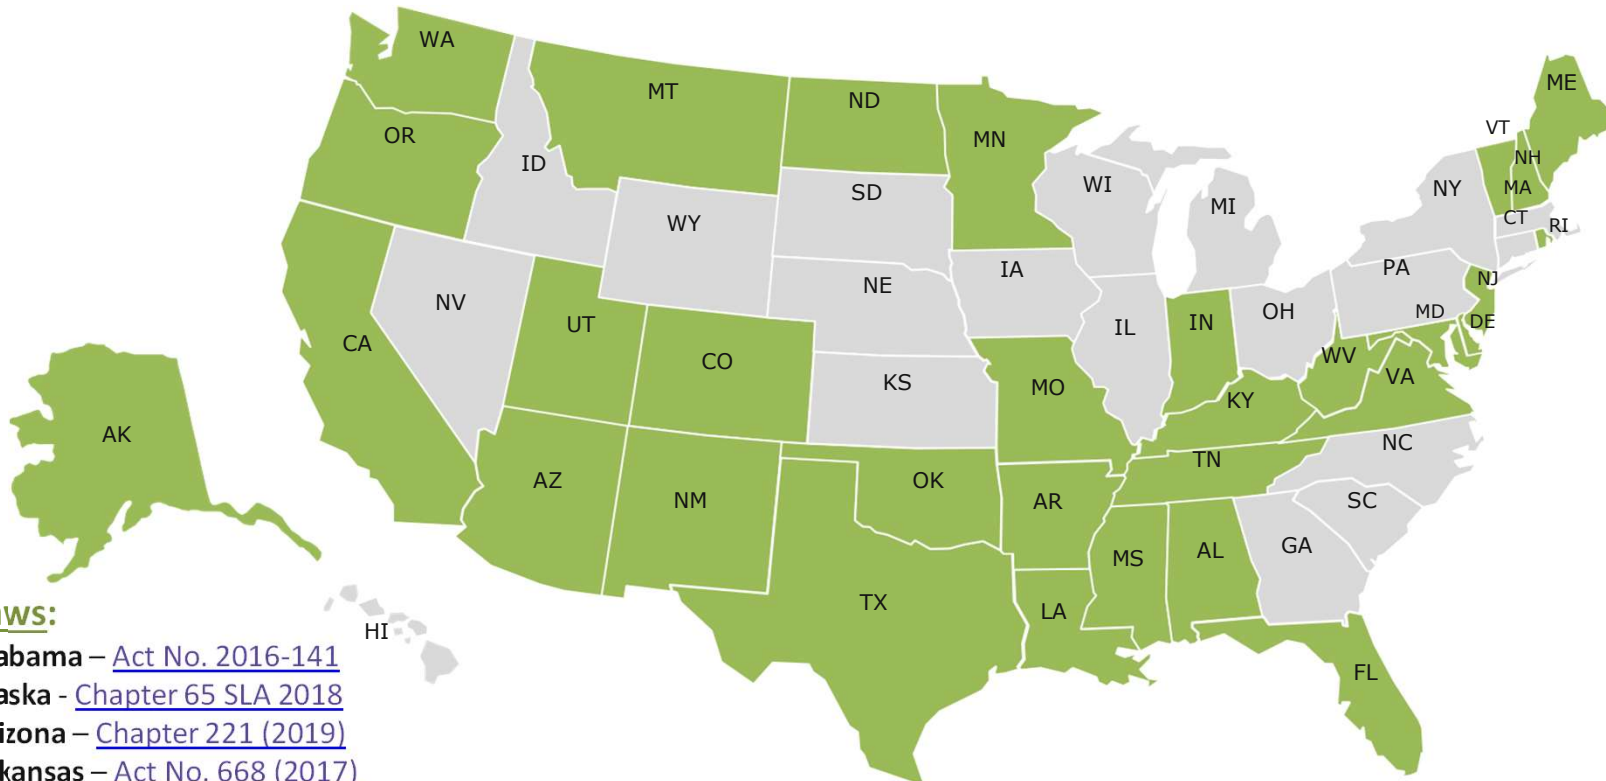 WA
ME
MT
ND
VT
OR
MN
NH
ID
SD
WI
NY
MA
WY
MI
CT
RI
IA
PA
NE
NJ
NV
OH
MD
DE
UT
IL
IN
CA
CO
WV
KS
MO
VA
KY
AK
NC
TN
AZ
OK
NM
AR
SC
MS
AL
GA
TX
LA
HI
FL
ws:
abama – Act No. 2016-141
aska - Chapter 65 SLA 2018
izona – Chapter 221 (2019)
kansas – Act No. 668 (2017)